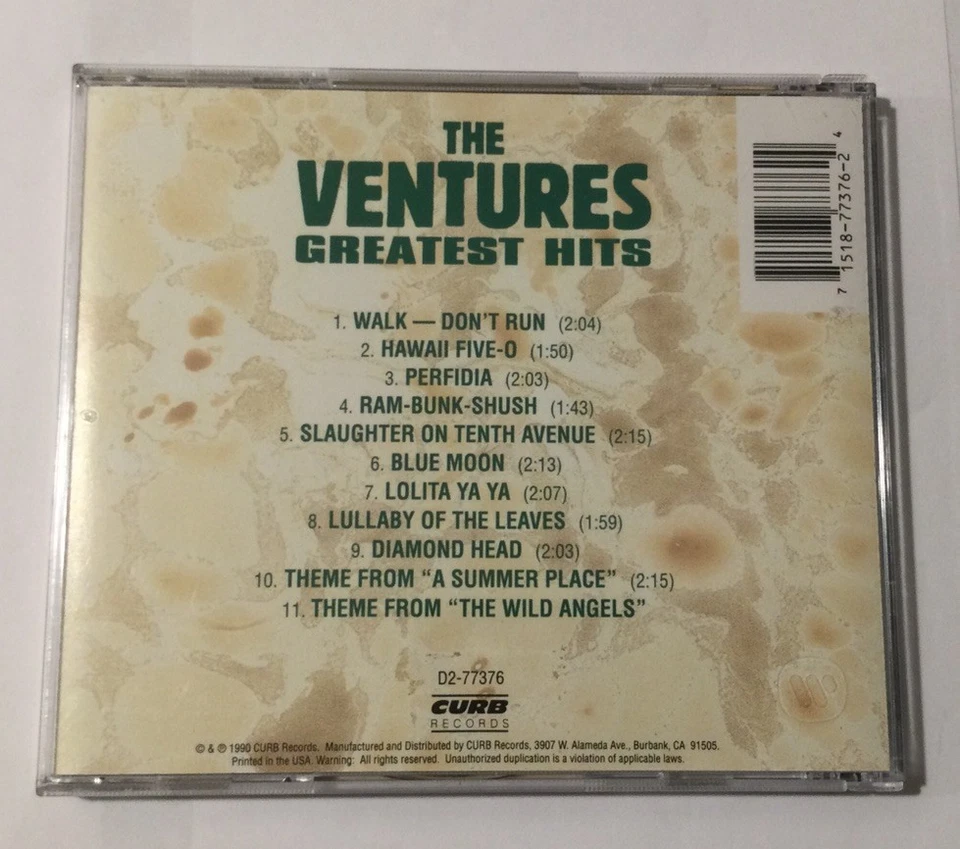 THE
VENTURES
GREATEST HITS
1. WALK — DON'T RUN (2:04)
2. HAWAII FIVE-O (1:50)
3. PERFIDIA (2:03)
4. RAM-BUNK-SHUSH (1:43)
5. SLAUGHTER ON TENTH AVENUE (2:15)
6. BLUE MOON (2:13)
7. LOLITA YA YA (2:07)
8. LULLABY OF THE LEAVES (1:59)
9. DIAMOND HEAD (2:03)
10. THEME FROM “A SUMMER PLACE” (2:15)
11. THEME FROM “THE WILD ANGELS”
D2-77376
CURB
RECORDS
© & ℗ 1990 CURB Records. Manufactured and Distributed by CURB Records, 3907 W. Alameda Ave., Burbank, CA 91505.
Printed in the USA. Warning: All rights reserved. Unauthorized duplication is a violation of applicable laws.
7 1518-77376-2 4